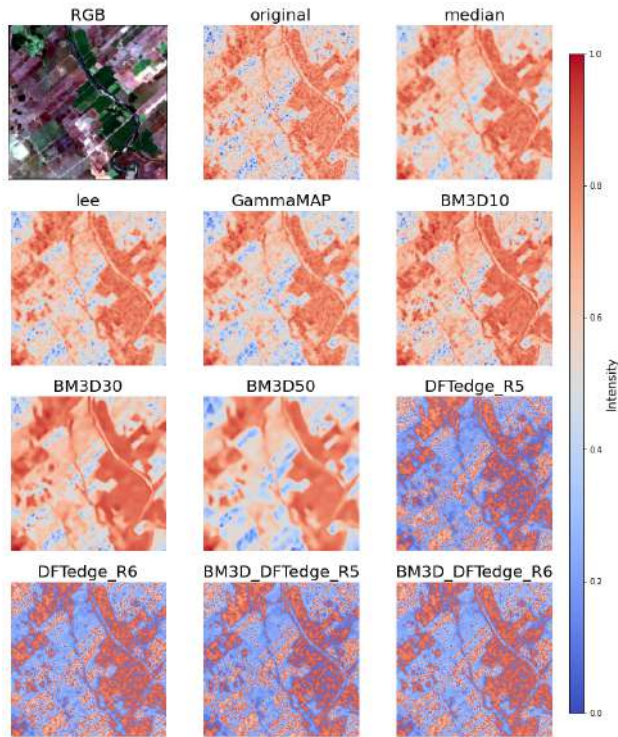 RGB
original
median
lee
GammaMAP
BM3D10
BM3D30
BM3D50
DFTedge_R5
DFTedge_R6
BM3D_DFTedge_R5
BM3D_DFTedge_R6
1.0
0.8
0.6
0.4
0.2
0.0
Intensity